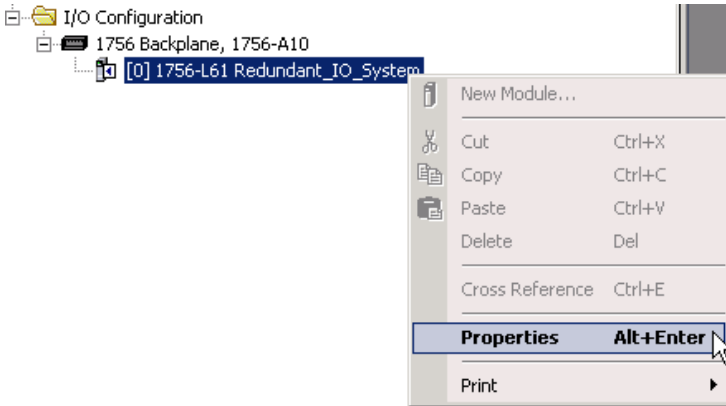 I/O Configuration
1756 Backplane, 1756-A10
[0] 1756-L61 Redundant_IO_System
New Module...
Cut Ctrl+X
Copy Ctrl+C
Paste Ctrl+V
Delete Del
Cross Reference Ctrl+E
Properties Alt+Enter
Print